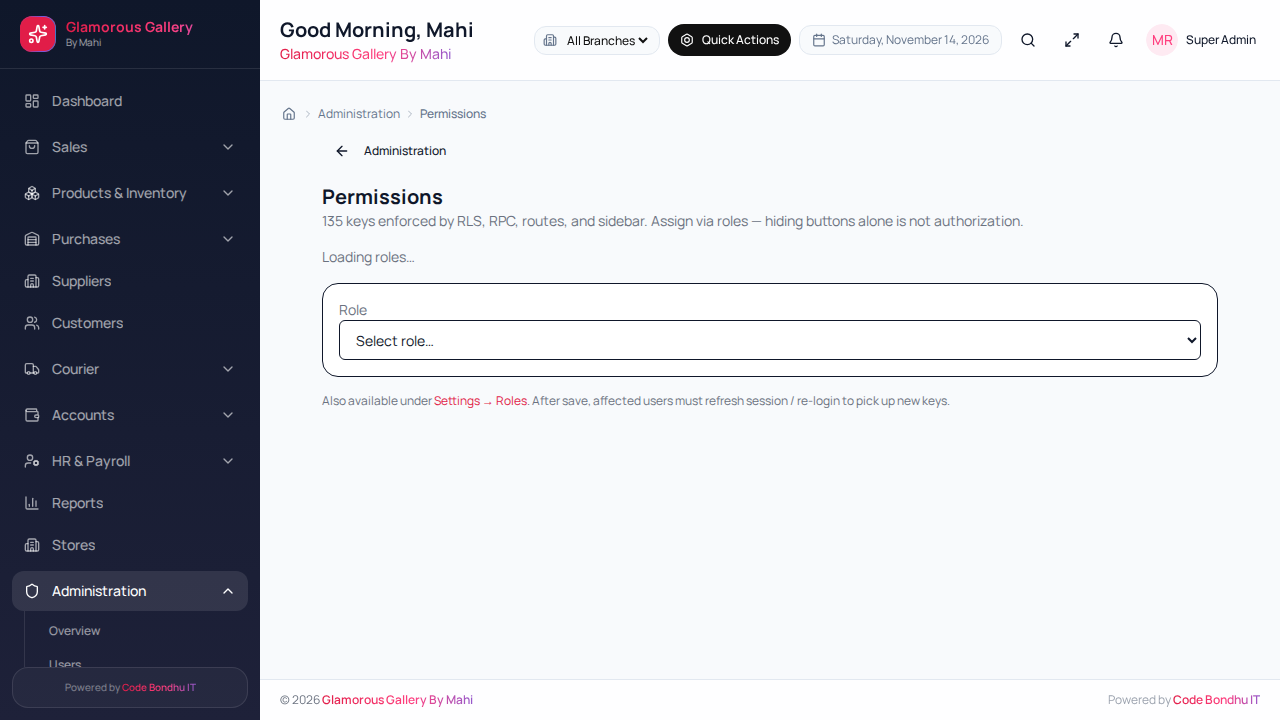 Glamorous Gallery
By Mahi
Dashboard
Sales
Products & Inventory
Purchases
Suppliers
Customers
Courier
Accounts
HR & Payroll
Reports
Stores
Administration
Overview
Users
Powered by Code Bondhu IT
Good Morning, Mahi
Glamorous Gallery By Mahi
All Branches
Quick Actions
Saturday, November 14, 2026
MR
Super Admin
Administration
Permissions
Administration
Permissions
135 keys enforced by RLS, RPC, routes, and sidebar. Assign via roles — hiding buttons alone is not authorization.
Loading roles…
Role
Select role…
Also available under Settings → Roles. After save, affected users must refresh session / re-login to pick up new keys.
© 2026 Glamorous Gallery By Mahi
Powered by Code Bondhu IT